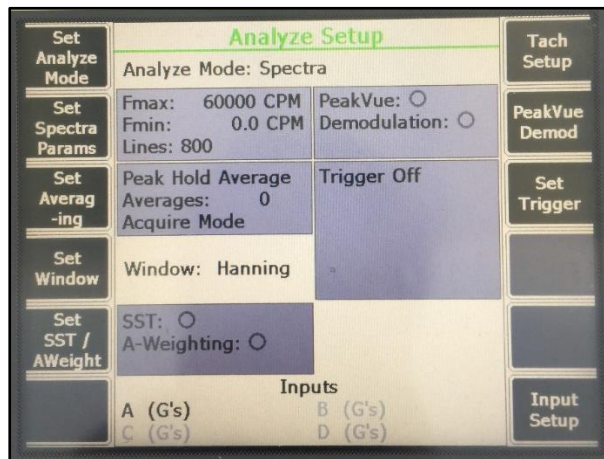 Analyze Setup
Set
Analyze
Mode
Set
Spectra
Params
Set
Averag
-ing
Set
Window
Set
SST /
AWeight
Analyze Mode: Spectra
Fmax: 60000 CPM
Fmin: 0.0 CPM
Lines: 800
PeakVue:
Demodulation:
Peak Hold Average
Averages: 0
Acquire Mode
Trigger Off
Window: Hanning
SST:
A-Weighting:
Inputs
A (G's) B (G's)
C (G's) D (G's)
Tach
Setup
PeakVue
Demod
Set
Trigger
Input
Setup